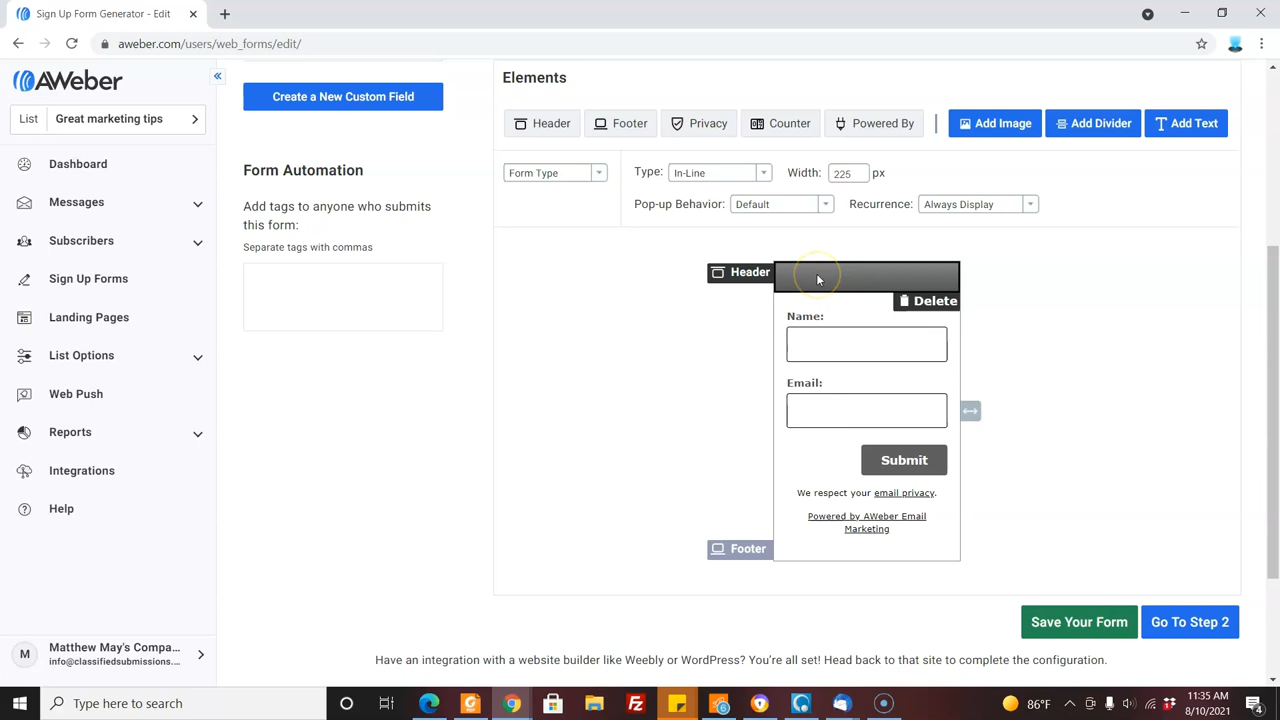 Sign Up Form Generator - Edit
aweber.com/users/web_forms/edit/
AWeber
List Great marketing tips
Dashboard
Messages
Subscribers
Sign Up Forms
Landing Pages
List Options
Web Push
Reports
Integrations
Help
M Matthew May's Compa...
info@classifiedsubmissions....
Create a New Custom Field
Form Automation
Add tags to anyone who submits
this form:
Separate tags with commas
Elements
Header Footer Privacy Counter Powered By Add Image Add Divider Add Text
Form Type Type: In-Line Width: 225 px
Pop-up Behavior: Default Recurrence: Always Display
Header
Delete
Name:
Email:
Submit
We respect your email privacy.
Powered by AWeber Email
Marketing
Footer
Save Your Form Go To Step 2
Have an integration with a website builder like Weebly or WordPress? You're all set! Head back to that site to complete the configuration.
Type here to search
86°F
11:35 AM
8/10/2021